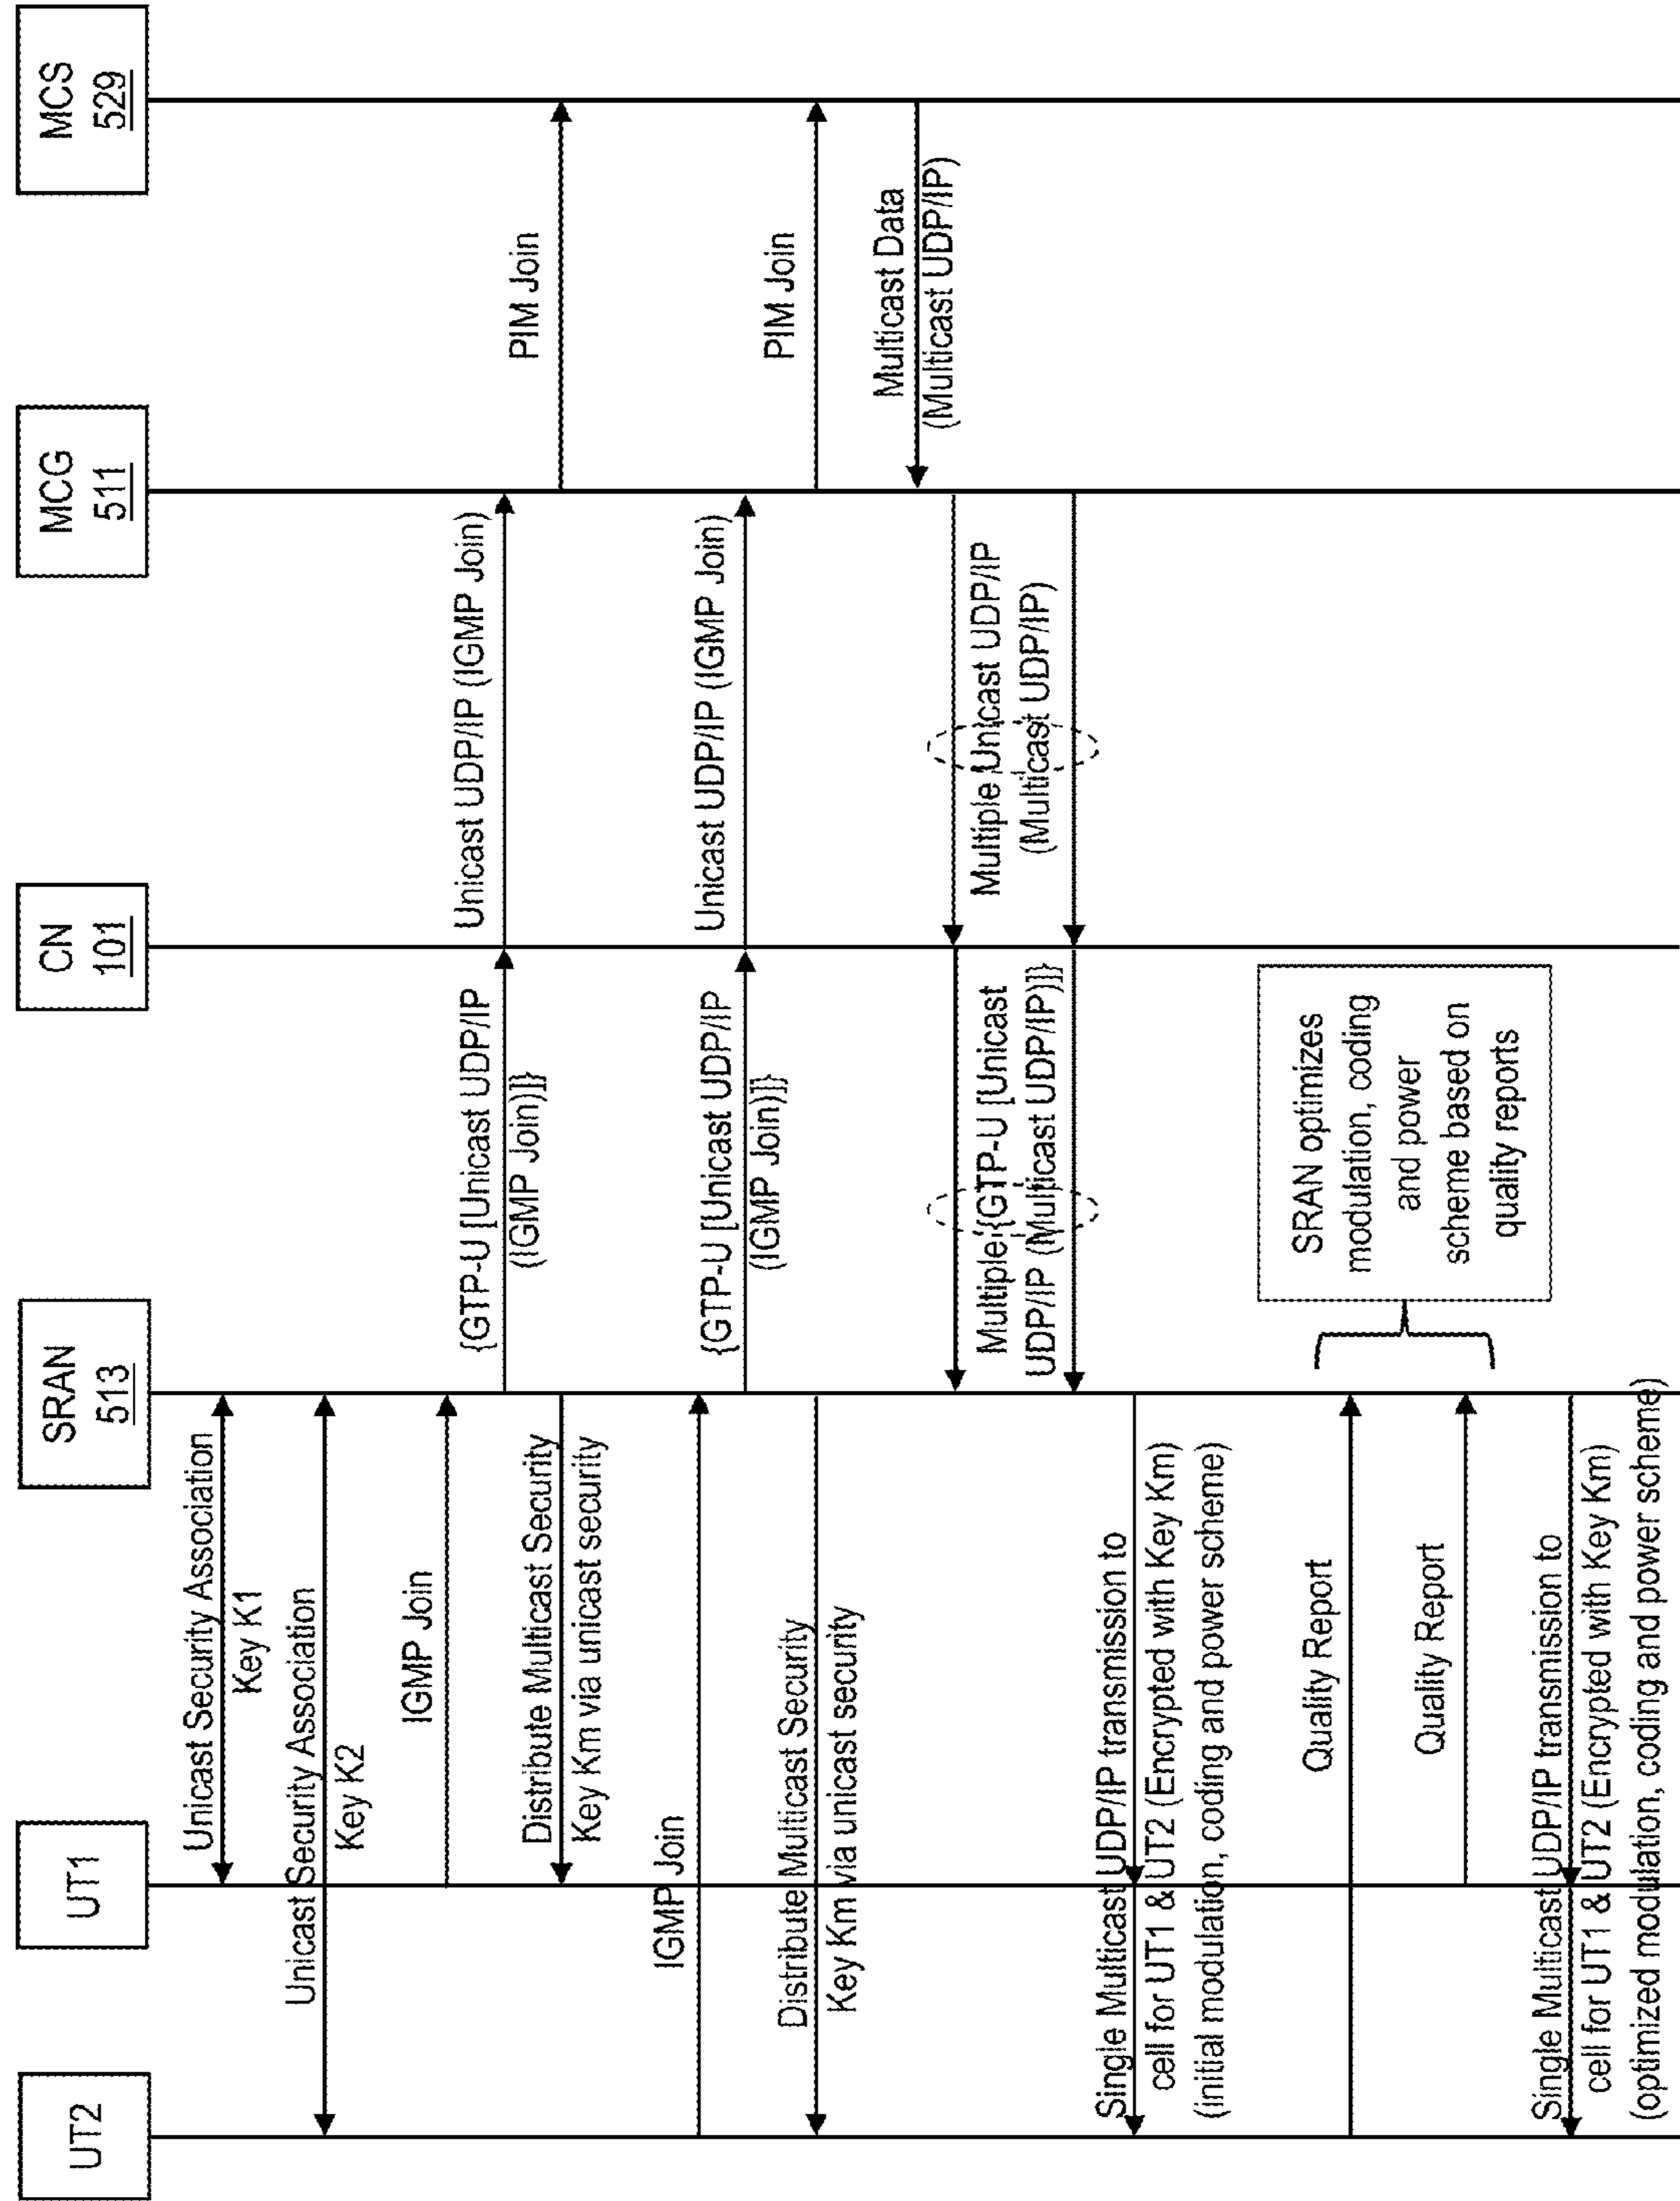 UT2
UT1
SRAN
513
CN
101
MCG
511
MCS
529
Unicast Security Association
Key K1
Unicast Security Association
Key K2
IGMP Join
{GTP-U [Unicast UDP/IP
(IGMP Join)]}
Unicast UDP/IP (IGMP Join)
Distribute Multicast Security
Key Km via unicast security
PIM Join
IGMP Join
{GTP-U [Unicast UDP/IP
(IGMP Join)]}
Unicast UDP/IP (IGMP Join)
Distribute Multicast Security
Key Km via unicast security
PIM Join
Multicast Data
(Multicast UDP/IP)
Multiple Unicast UDP/IP
(Multicast UDP/IP)
Multiple {GTP-U [Unicast
UDP/IP (Multicast UDP/IP)]}
Single Multicast UDP/IP transmission to
cell for UT1 & UT2 (Encrypted with Key Km)
(initial modulation, coding and power scheme)
Quality Report
Quality Report
SRAN optimizes
modulation, coding
and power
scheme based on
quality reports
Single Multicast UDP/IP transmission to
cell for UT1 & UT2 (Encrypted with Key Km)
(optimized modulation, coding and power scheme)